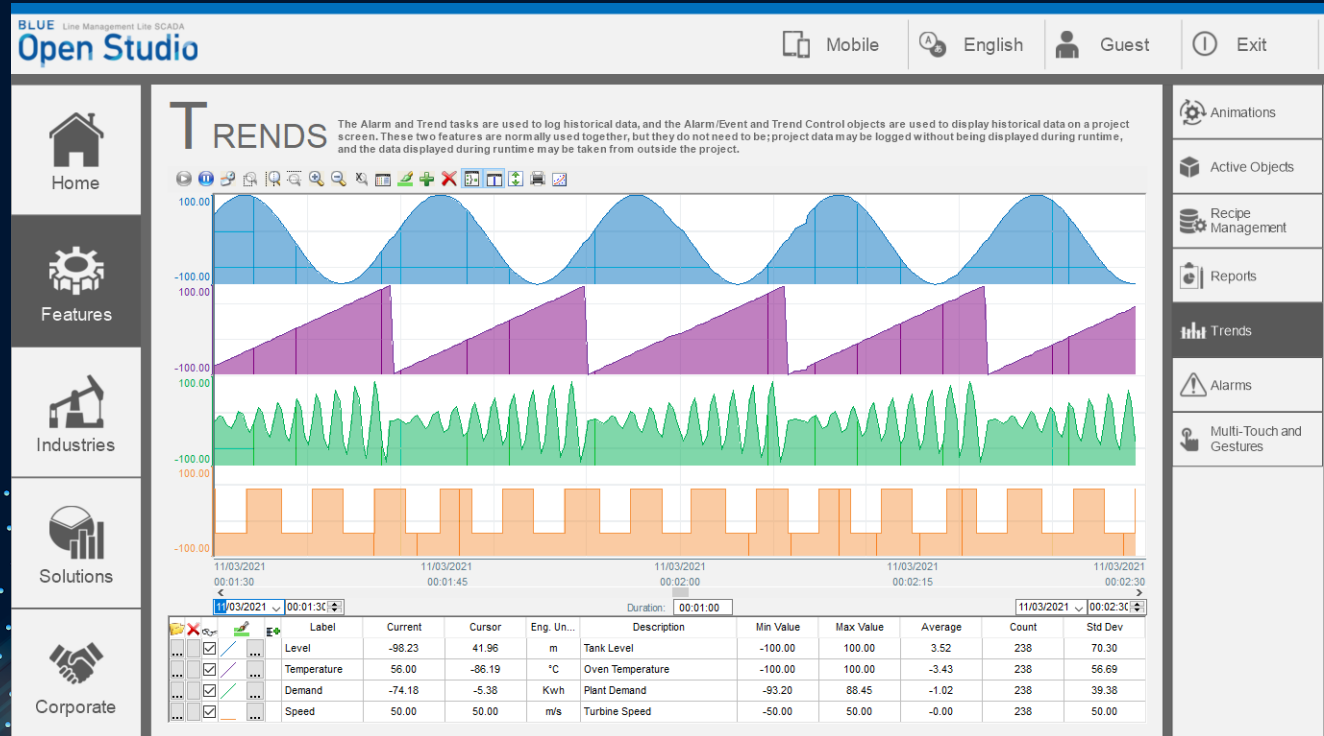 BLUE Line Management Lite SCADA
Open Studio
Mobile
English
Guest
Exit
Home
Features
Industries
Solutions
Corporate
TRENDS
The Alarm and Trend tasks are used to log historical data, and the Alarm/Event and Trend Control objects are used to display historical data on a project
screen. These two features are normally used together, but they do not need to be; project data may be logged without being displayed during runtime,
and the data displayed during runtime may be taken from outside the project.
100.00
-100.00
100.00
-100.00
100.00
-100.00
100.00
-100.00
11/03/2021 11/03/2021 11/03/2021 11/03/2021 11/03/2021
00:01:30 00:01:45 00:02:00 00:02:15 00:02:30
11/03/2021 00:01:30 Duration: 00:01:00 11/03/2021 00:02:30
Label Current Cursor Eng. Un... Description Min Value Max Value Average Count Std Dev
... ... Level -98.23 41.96 m Tank Level -100.00 100.00 3.52 238 70.30
... ... Temperature 56.00 -86.19 °C Oven Temperature -100.00 100.00 -3.43 238 56.69
... ... Demand -74.18 -5.38 Kwh Plant Demand -93.20 88.45 -1.02 238 39.38
... ... Speed 50.00 50.00 m/s Turbine Speed -50.00 50.00 -0.00 238 50.00
Animations
Active Objects
Recipe
Management
Reports
Trends
Alarms
Multi-Touch and
Gestures